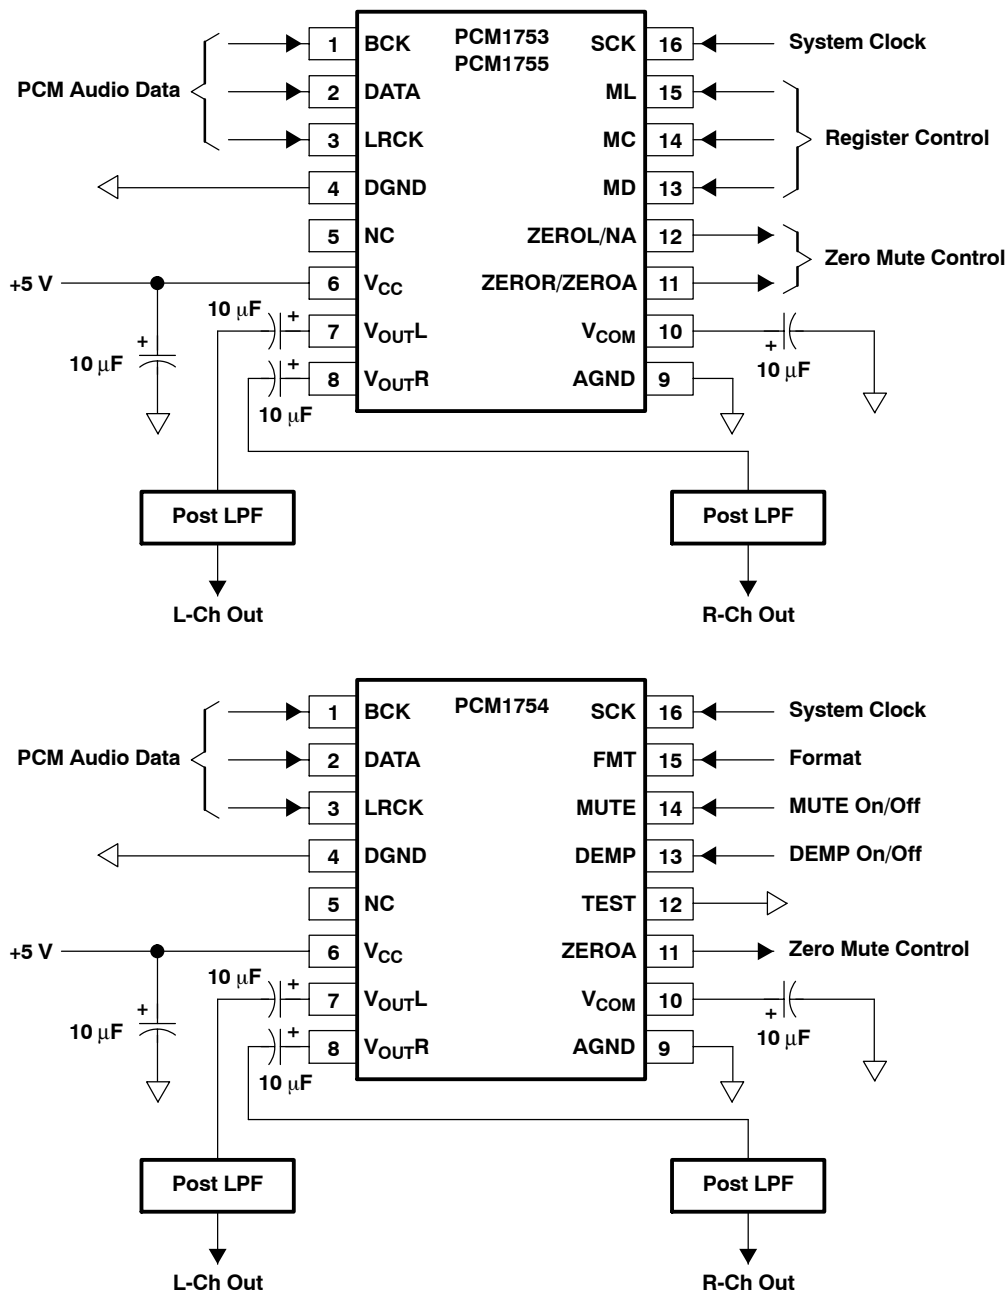 PCM1753
PCM1755
PCM Audio Data
1 BCK
2 DATA
3 LRCK
4 DGND
5 NC
+5 V
6 VCC
10 μF
+
7 VOUTL
+
10 μF
+
8 VOUTR
10 μF
SCK 16 System Clock
ML 15
MC 14
MD 13
Register Control
ZEROL/NA 12
ZEROR/ZEROA 11
Zero Mute Control
VCOM 10
+
10 μF
AGND 9
Post LPF
Post LPF
L-Ch Out
R-Ch Out
PCM1754
PCM Audio Data
1 BCK
2 DATA
3 LRCK
4 DGND
5 NC
+5 V
6 VCC
10 μF
+
7 VOUTL
+
10 μF
+
8 VOUTR
10 μF
SCK 16 System Clock
FMT 15 Format
MUTE 14 MUTE On/Off
DEMP 13 DEMP On/Off
TEST 12
ZEROA 11 Zero Mute Control
VCOM 10
+
10 μF
AGND 9
Post LPF
Post LPF
L-Ch Out
R-Ch Out